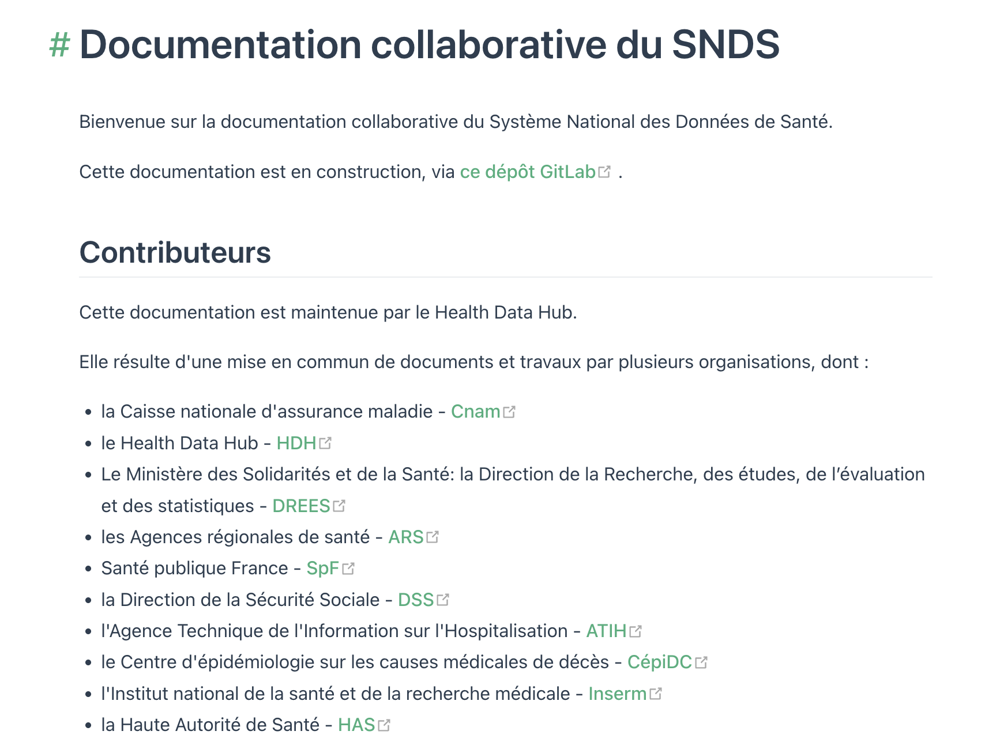 # Documentation collaborative du SNDS
Bienvenue sur la documentation collaborative du Système National des Données de Santé.
Cette documentation est en construction, via ce dépôt GitLab .
Contributeurs
Cette documentation est maintenue par le Health Data Hub.
Elle résulte d'une mise en commun de documents et travaux par plusieurs organisations, dont :
• la Caisse nationale d'assurance maladie - Cnam
• le Health Data Hub - HDH
• Le Ministère des Solidarités et de la Santé: la Direction de la Recherche, des études, de l’évaluation
et des statistiques - DREES
• les Agences régionales de santé - ARS
• Santé publique France - SpF
• la Direction de la Sécurité Sociale - DSS
• l'Agence Technique de l'Information sur l'Hospitalisation - ATIH
• le Centre d'épidémiologie sur les causes médicales de décès - CépiDC
• l'Institut national de la santé et de la recherche médicale - Inserm
• la Haute Autorité de Santé - HAS